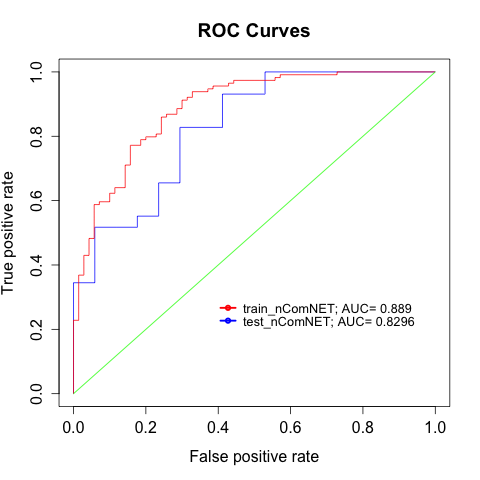 ROC Curves
True positive rate
1.0
0.8
0.6
0.4
0.2
0.0
train_nComNET; AUC= 0.889
test_nComNET; AUC= 0.8296
0.0 0.2 0.4 0.6 0.8 1.0
False positive rate